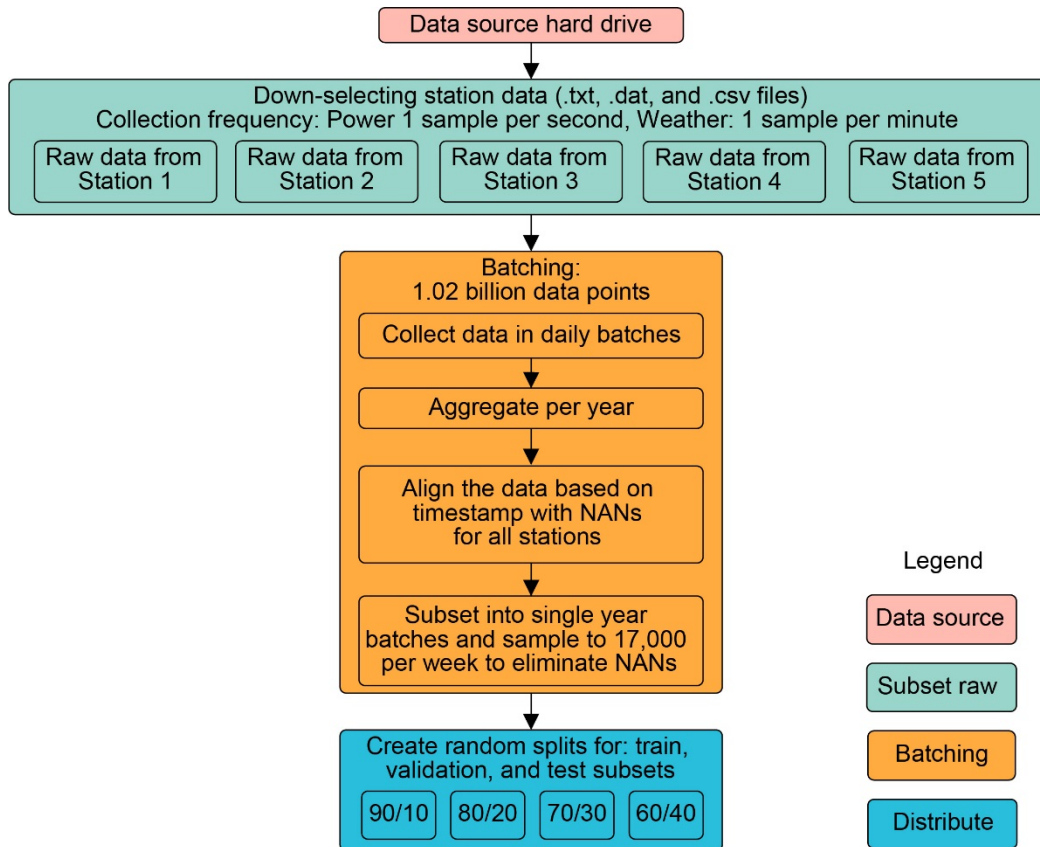 Data source hard drive
Down-selecting station data (.txt, .dat, and .csv files)
Collection frequency: Power 1 sample per second, Weather: 1 sample per minute
Raw data from
Station 1
Raw data from
Station 2
Raw data from
Station 3
Raw data from
Station 4
Raw data from
Station 5
Batching:
1.02 billion data points
Collect data in daily batches
Aggregate per year
Align the data based on
timestamp with NANs
for all stations
Subset into single year
batches and sample to 17,000
per week to eliminate NANs
Create random splits for: train,
validation, and test subsets
90/10
80/20
70/30
60/40
Legend
Data source
Subset raw
Batching
Distribute